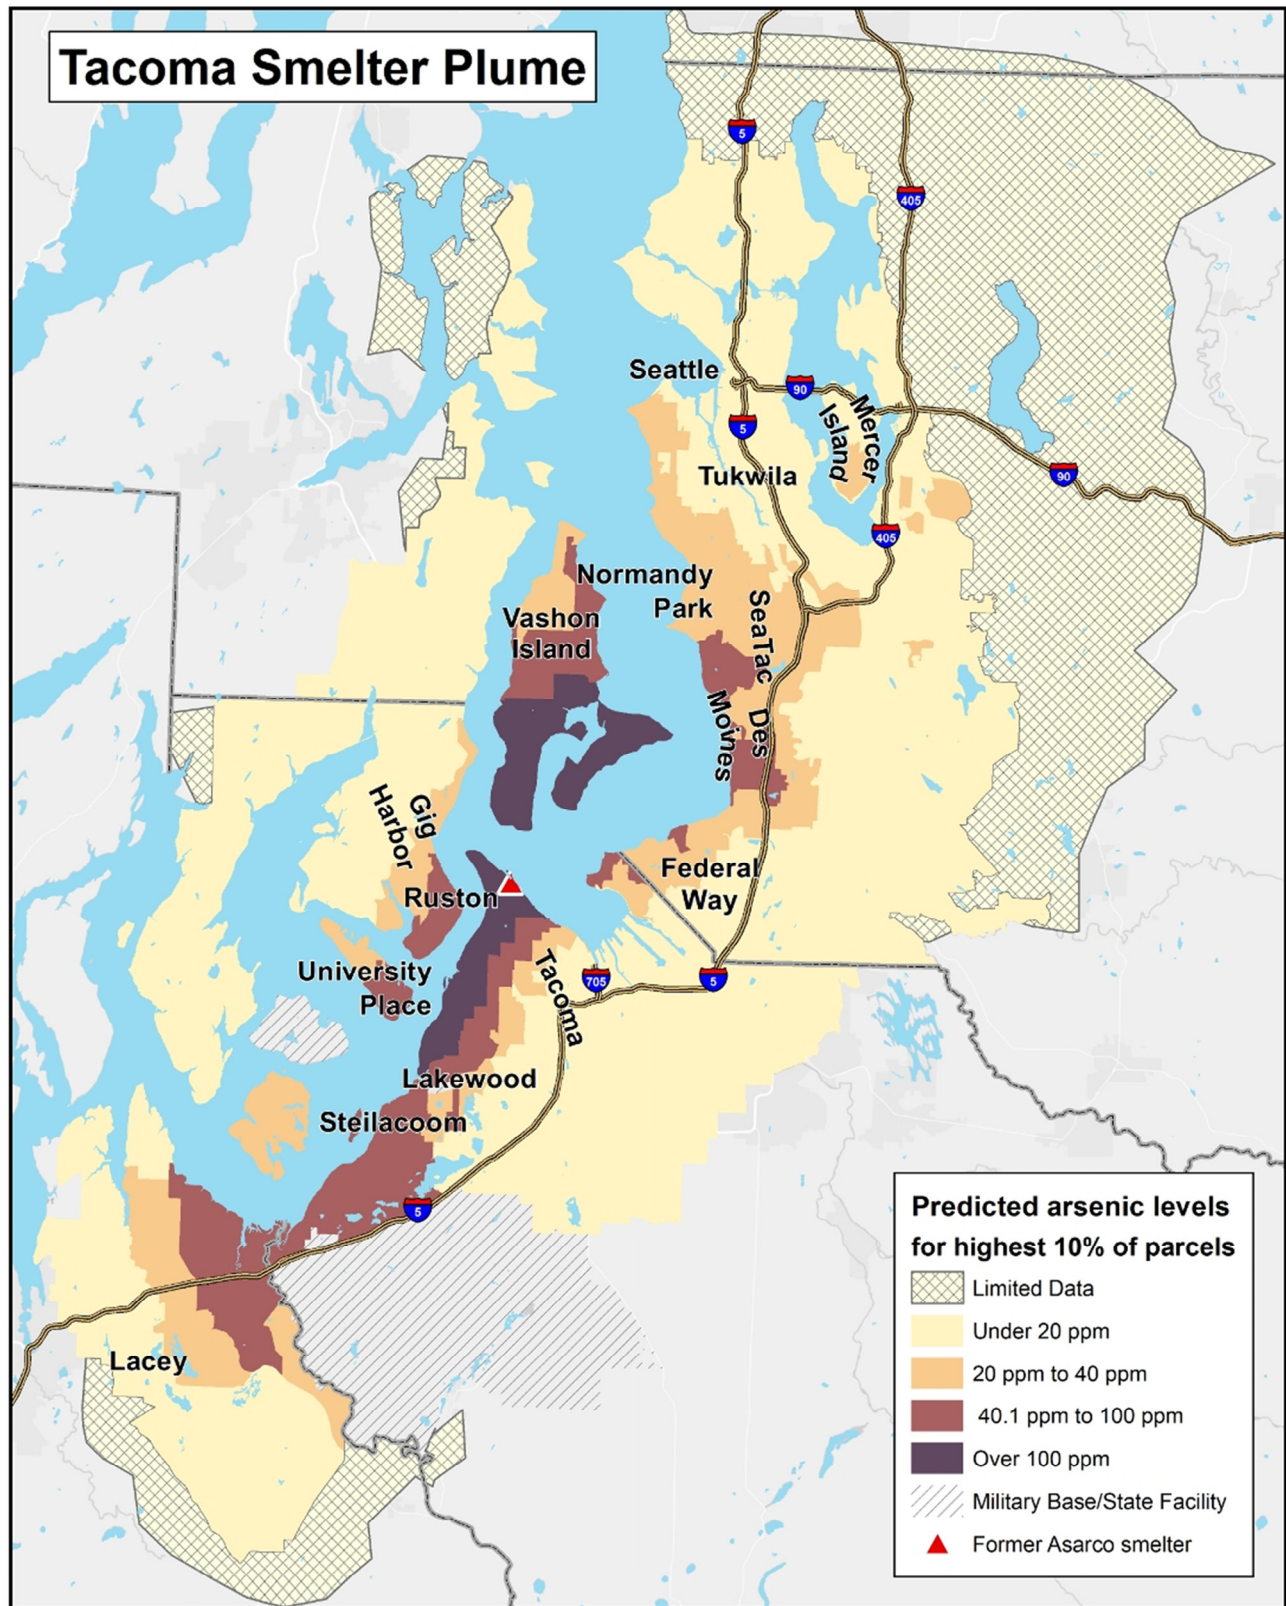 Tacoma Smelter Plume
5
405
Seattle
90
5
Mercer
Island
Tukwila
90
405
Normandy
Park
SeaTac
Vashon
Island
Des
Moines
Gig
Harbor
Federal
Way
Ruston
University
Place
Tacoma
705
5
Lakewood
Steilacoom
5
Lacey
Predicted arsenic levels
for highest 10% of parcels
Limited Data
Under 20 ppm
20 ppm to 40 ppm
40.1 ppm to 100 ppm
Over 100 ppm
Military Base/State Facility
Former Asarco smelter